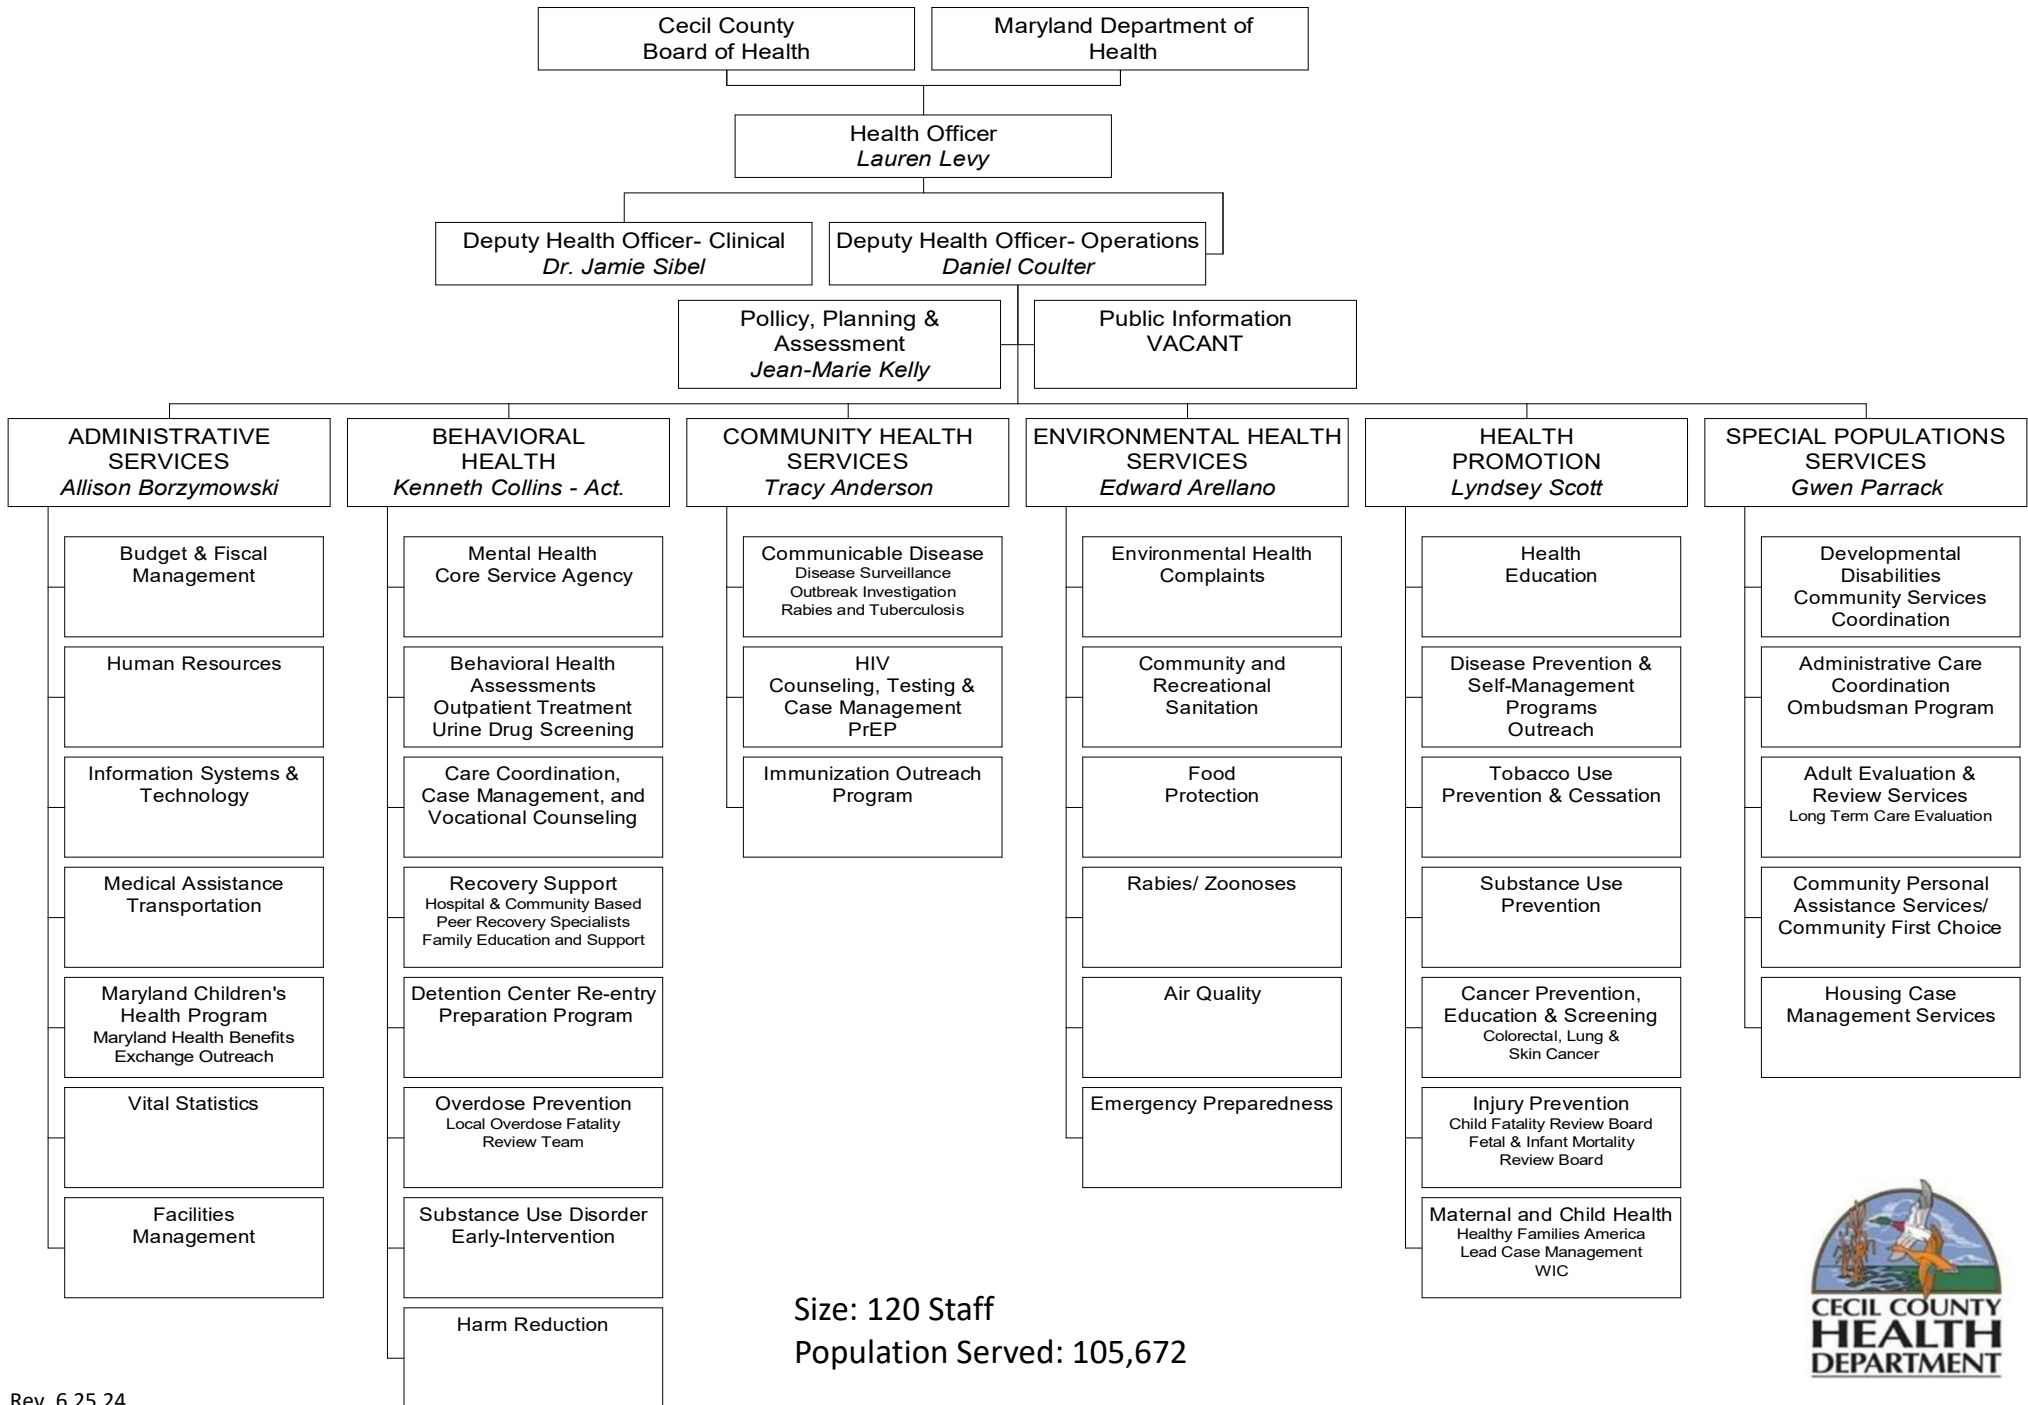 Cecil County
Board of Health
Maryland Department of
Health
Health Officer
Lauren Levy
Deputy Health Officer- Clinical
Dr. Jamie Sibel
Deputy Health Officer- Operations
Daniel Coulter
Pollicy, Planning &
Assessment
Jean-Marie Kelly
Public Information
VACANT
ADMINISTRATIVE
SERVICES
Allison Borzymowski
Budget & Fiscal
Management
Human Resources
Information Systems &
Technology
Medical Assistance
Transportation
Maryland Children's
Health Program
Maryland Health Benefits
Exchange Outreach
Vital Statistics
Facilities
Management
BEHAVIORAL
HEALTH
Kenneth Collins - Act.
Mental Health
Core Service Agency
Behavioral Health
Assessments
Outpatient Treatment
Urine Drug Screening
Care Coordination,
Case Management, and
Vocational Counseling
Recovery Support
Hospital & Community Based
Peer Recovery Specialists
Family Education and Support
Detention Center Re-entry
Preparation Program
Overdose Prevention
Local Overdose Fatality
Review Team
Substance Use Disorder
Early-Intervention
Harm Reduction
COMMUNITY HEALTH
SERVICES
Tracy Anderson
Communicable Disease
Disease Surveillance
Outbreak Investigation
Rabies and Tuberculosis
HIV
Counseling, Testing &
Case Management
PrEP
Immunization Outreach
Program
ENVIRONMENTAL HEALTH
SERVICES
Edward Arellano
Environmental Health
Complaints
Community and
Recreational
Sanitation
Food
Protection
Rabies/ Zoonoses
Air Quality
Emergency Preparedness
HEALTH
PROMOTION
Lyndsey Scott
Health
Education
Disease Prevention &
Self-Management
Programs
Outreach
Tobacco Use
Prevention & Cessation
Substance Use
Prevention
Cancer Prevention,
Education & Screening
Colorectal, Lung &
Skin Cancer
Injury Prevention
Child Fatality Review Board
Fetal & Infant Mortality
Review Board
Maternal and Child Health
Healthy Families America
Lead Case Management
WIC
SPECIAL POPULATIONS
SERVICES
Gwen Parrack
Developmental
Disabilities
Community Services
Coordination
Administrative Care
Coordination
Ombudsman Program
Adult Evaluation &
Review Services
Long Term Care Evaluation
Community Personal
Assistance Services/
Community First Choice
Housing Case
Management Services
Size: 120 Staff
Population Served: 105,672
CECIL COUNTY
HEALTH
DEPARTMENT
Rev. 6.25.24